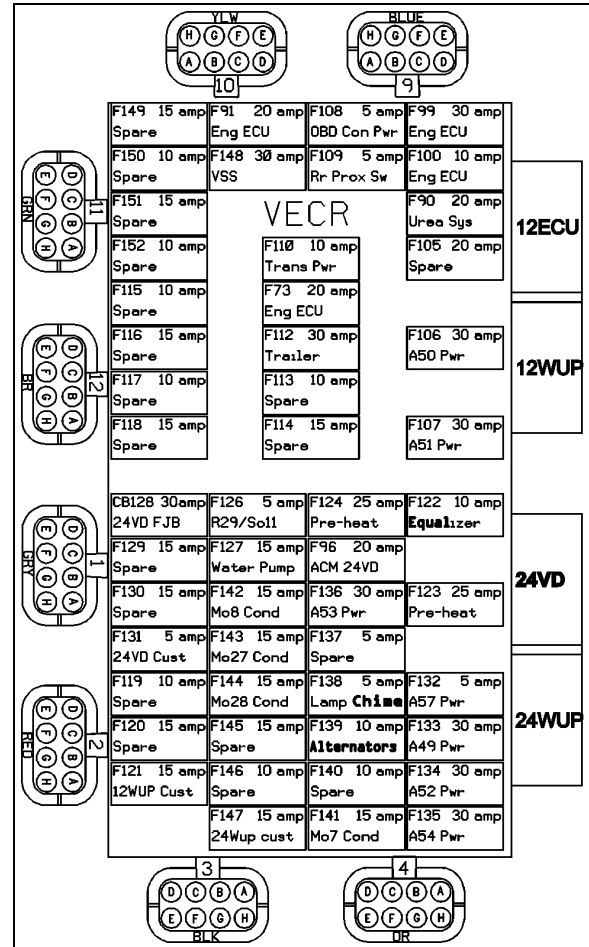 YLW
H G F E
A B C D
10
BLUE
H G F E
A B C D
9
F149 15 amp
Spare
F91 20 amp
Eng ECU
F108 5 amp
OBD Con Pwr
F99 30 amp
Eng ECU
F150 10 amp
Spare
F148 30 amp
VSS
F109 5 amp
Rr Prox Sw
F100 10 amp
Eng ECU
F151 15 amp
Spare
VECR
F90 20 amp
Urea Sys
F152 10 amp
Spare
F110 10 amp
Trans Pwr
F105 20 amp
Spare
F115 10 amp
Spare
F73 20 amp
Eng ECU
F116 15 amp
Spare
F112 30 amp
Trailer
F106 30 amp
A50 Pwr
F117 10 amp
Spare
F113 10 amp
Spare
F118 15 amp
Spare
F114 15 amp
Spare
F107 30 amp
A51 Pwr
12ECU
12WUP
GRN
E F G H
D C B A
11
BR
E F G H
D C B A
12
CB128 30amp
24VD FJB
F126 5 amp
R29/Sol1
F124 25 amp
Pre-heat
F122 10 amp
Equalizer
F129 15 amp
Spare
F127 15 amp
Water Pump
F96 20 amp
ACM 24VD
F130 15 amp
Spare
F142 15 amp
Mo8 Cond
F136 30 amp
A53 Pwr
F123 25 amp
Pre-heat
F131 5 amp
24VD Cust
F143 15 amp
Mo27 Cond
F137 5 amp
Spare
F119 10 amp
Spare
F144 15 amp
Mo28 Cond
F138 5 amp
Lamp Chime
F132 5 amp
A57 Pwr
F120 15 amp
Spare
F145 15 amp
Spare
F139 10 amp
Alternators
F133 30 amp
A49 Pwr
F121 15 amp
12WUP Cust
F146 10 amp
Spare
F140 10 amp
Spare
F134 30 amp
A52 Pwr
F147 15 amp
24Wup cust
F141 15 amp
Mo7 Cond
F135 30 amp
A54 Pwr
24VD
24WUP
GRY
E F G H
D C B A
1
RED
E F G H
D C B A
2
3
D C B A
E F G H
BLK
4
D C B A
E F G H
OR